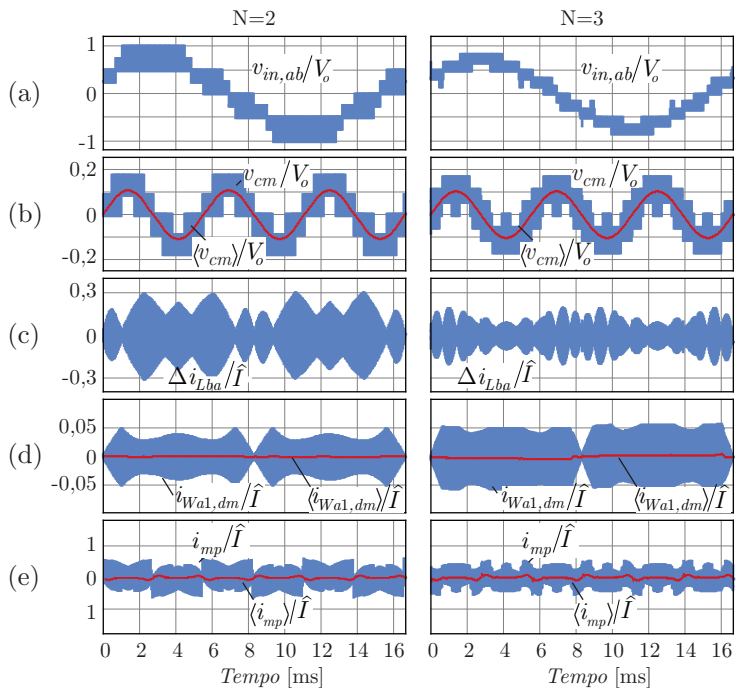 N=2 N=3
(a)
1
0
-1
v_{in,ab}/V_o v_{in,ab}/V_o
(b)
0,2
0
-0,2
v_{cm}/V_o v_{cm}/V_o
⟨v_{cm}⟩/V_o ⟨v_{cm}⟩/V_o
(c)
0,3
0
-0,3
Δi_{Lba}/Î Δi_{Lba}/Î
(d)
0,05
0
-0,05
i_{Wa1,dm}/Î ⟨i_{Wa1,dm}⟩/Î i_{Wa1,dm}/Î ⟨i_{Wa1,dm}⟩/Î
(e)
1
0
1
i_{mp}/Î i_{mp}/Î
⟨i_{mp}⟩/Î ⟨i_{mp}⟩/Î
0 2 4 6 8 10 12 14 16 0 2 4 6 8 10 12 14 16
Tempo [ms] Tempo [ms]